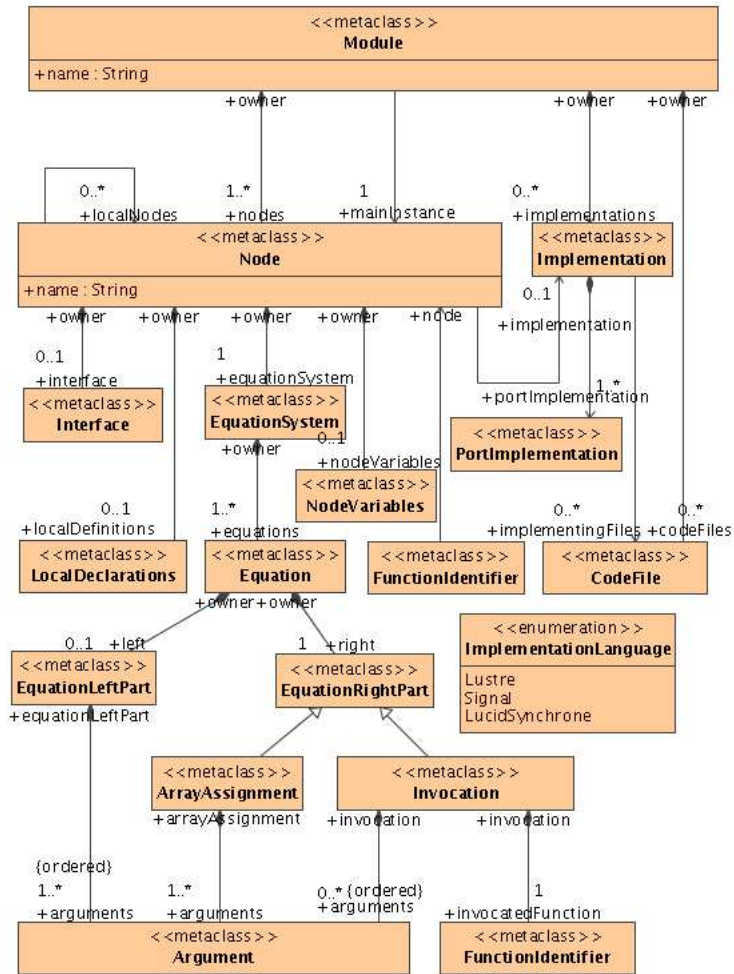 <<metaclass>>
Module
+name : String
+owner
+owner
+owner
0..*
+localNodes
1..*
+nodes
1
+mainInstance
0..*
+implementations
<<metaclass>>
Node
+name : String
<<metaclass>>
Implementation
+owner
+owner
+owner
+owner
+node
0..1
+implementation
0..1
+interface
1
+equationSystem
+portImplementation
1..*
<<metaclass>>
Interface
<<metaclass>>
EquationSystem
+owner
0..1
+nodeVariables
<<metaclass>>
PortImplementation
<<metaclass>>
NodeVariables
0..1
+localDefinitions
1..*
+equations
0..*
+implementingFiles
0..*
+codeFiles
<<metaclass>>
LocalDeclarations
<<metaclass>>
Equation
<<metaclass>>
FunctionIdentifier
<<metaclass>>
CodeFile
+owner
+owner
0..1
+left
1
+right
<<metaclass>>
EquationLeftPart
+equationLeftPart
<<metaclass>>
EquationRightPart
<<enumeration>>
ImplementationLanguage
Lustre
Signal
LucidSynchrone
<<metaclass>>
ArrayAssignment
+arrayAssignment
<<metaclass>>
Invocation
+invocation
+invocation
{ordered}
1..*
+arguments
1..*
+arguments
0..*
{ordered}
+arguments
1
+invocatedFunction
<<metaclass>>
Argument
<<metaclass>>
FunctionIdentifier